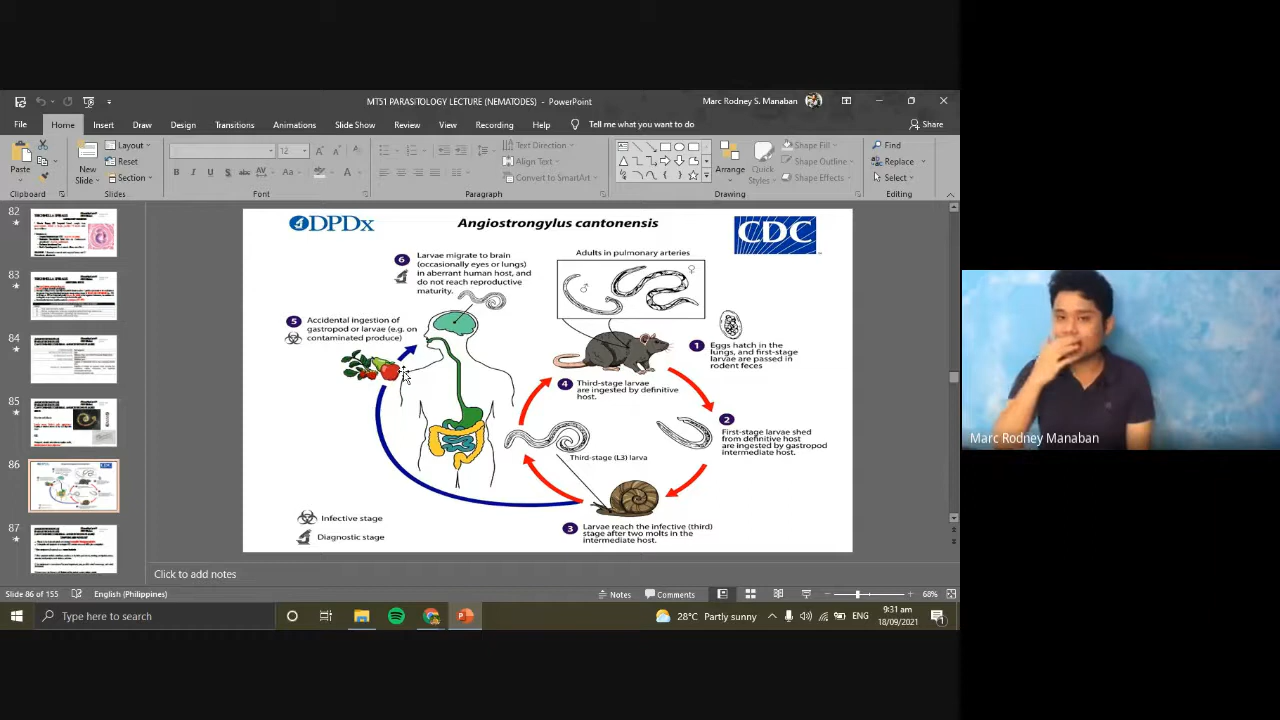 MT51 PARASITOLOGY LECTURE (NEMATODES) - PowerPoint
Marc Rodney S. Manaban
File Home Insert Draw Design Transitions Animations Slide Show Review View Recording Help Tell me what you want to do Share
Paste
Clipboard
New Slide
Layout
Reset
Section
Slides
12
Font
Text Direction
Align Text
Convert to SmartArt
Paragraph
Arrange
Quick Styles
Shape Fill
Shape Outline
Shape Effects
Drawing
Find
Replace
Select
Editing
82
83
84
85
86
87
DPDx
Angiostrongylus cantonensis
CDC
6 Larvae migrate to brain
(occasionally eyes or lungs)
in aberrant human host, and
do not reach reproductive
maturity.
Adults in pulmonary arteries
♂
♀
5 Accidental ingestion of
gastropod or larvae (e.g. on
contaminated produce)
1 Eggs hatch in the
lungs, and first-stage
larvae are passed in
rodent feces
4 Third-stage larvae
are ingested by definitive
host.
2
First-stage larvae shed
from definitive host
are ingested by gastropod
intermediate host.
Third-stage (L3) larva
3 Larvae reach the infective (third)
stage after two molts in the
intermediate host.
Infective stage
Diagnostic stage
Click to add notes
Slide 86 of 155 English (Philippines) Notes Comments 68%
Type here to search
28°C Partly sunny
ENG
9:31 am
18/09/2021
1
Marc Rodney Manaban